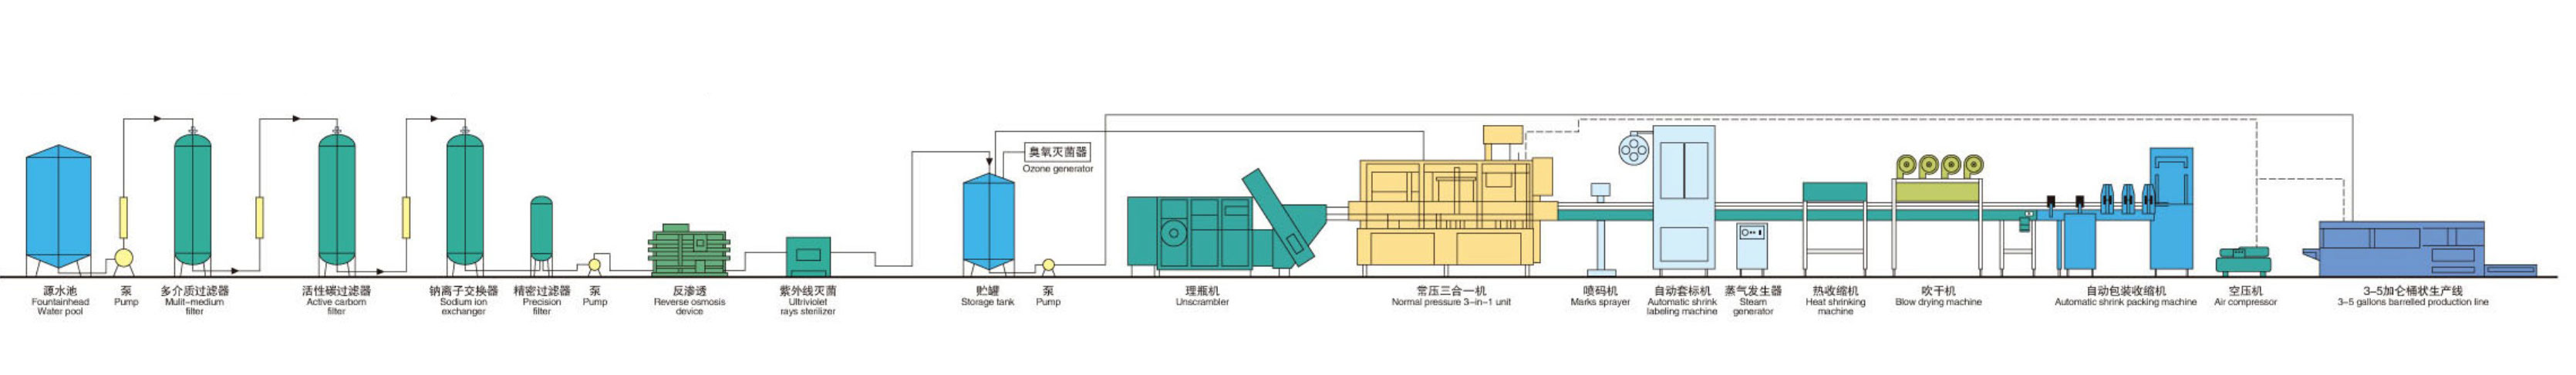 臭氧灭菌器
Ozone generator
源水池
Fountainhead
Water pool
泵
Pump
多介质过滤器
Mulit-medium
filter
活性碳过滤器
Active carbom
filter
钠离子交换器
Sodium ion
exchanger
精密过滤器
Precision
filter
泵
Pump
反渗透
Reverse osmosis
device
紫外线灭菌
Ultriviolet
rays sterilizer
贮罐
Storage tank
泵
Pump
理瓶机
Unscrambler
常压三合一机
Normal pressure 3-in-1 unit
喷码机
Marks sprayer
自动套标机
Automatic shrink
labeling machine
蒸气发生器
Steam
generator
热收缩机
Heat shrinking
machine
吹干机
Blow drying machine
自动包装收缩机
Automatic shrink packing machine
空压机
Air compressor
3-5加仑桶状生产线
3-5 gallons barrelled production line